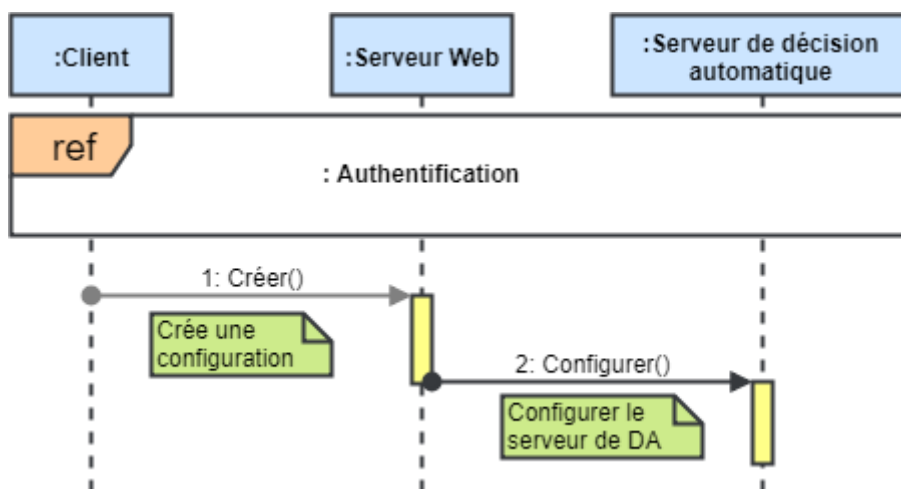 :Client
:Serveur Web
:Serveur de décision
automatique
ref
: Authentification
1: Créer()
Crée une
configuration
2: Configurer()
Configurer le
serveur de DA